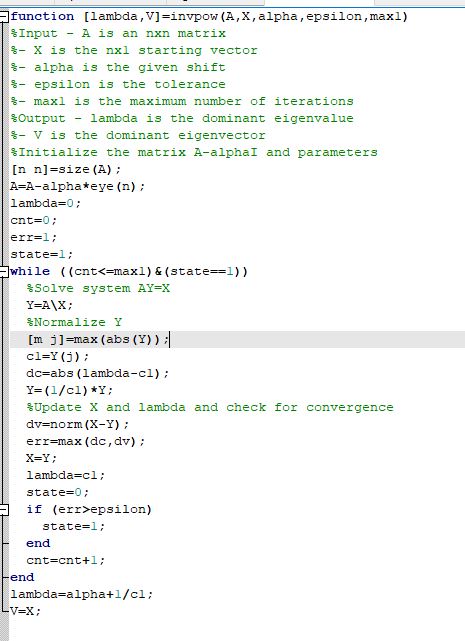 function [lambda,V]=invpow(A,X,alpha,epsilon,max1)
%Input - A is an nxn matrix
%- X is the nx1 starting vector
%- alpha is the given shift
%- epsilon is the tolerance
%- max1 is the maximum number of iterations
%Output - lambda is the dominant eigenvalue
%- V is the dominant eigenvector
%Initialize the matrix A-alphaI and parameters
[n n]=size(A);
A=A-alpha*eye(n);
lambda=0;
cnt=0;
err=1;
state=1;
while ((cnt<=max1)&(state==1))
%Solve system AY=X
Y=A\X;
%Normalize Y
[m j]=max(abs(Y));
c1=Y(j);
dc=abs(lambda-c1);
Y=(1/c1)*Y;
%Update X and lambda and check for convergence
dv=norm(X-Y);
err=max(dc,dv);
X=Y;
lambda=c1;
state=0;
if (err>epsilon)
state=1;
end
cnt=cnt+1;
end
lambda=alpha+1/c1;
V=X;